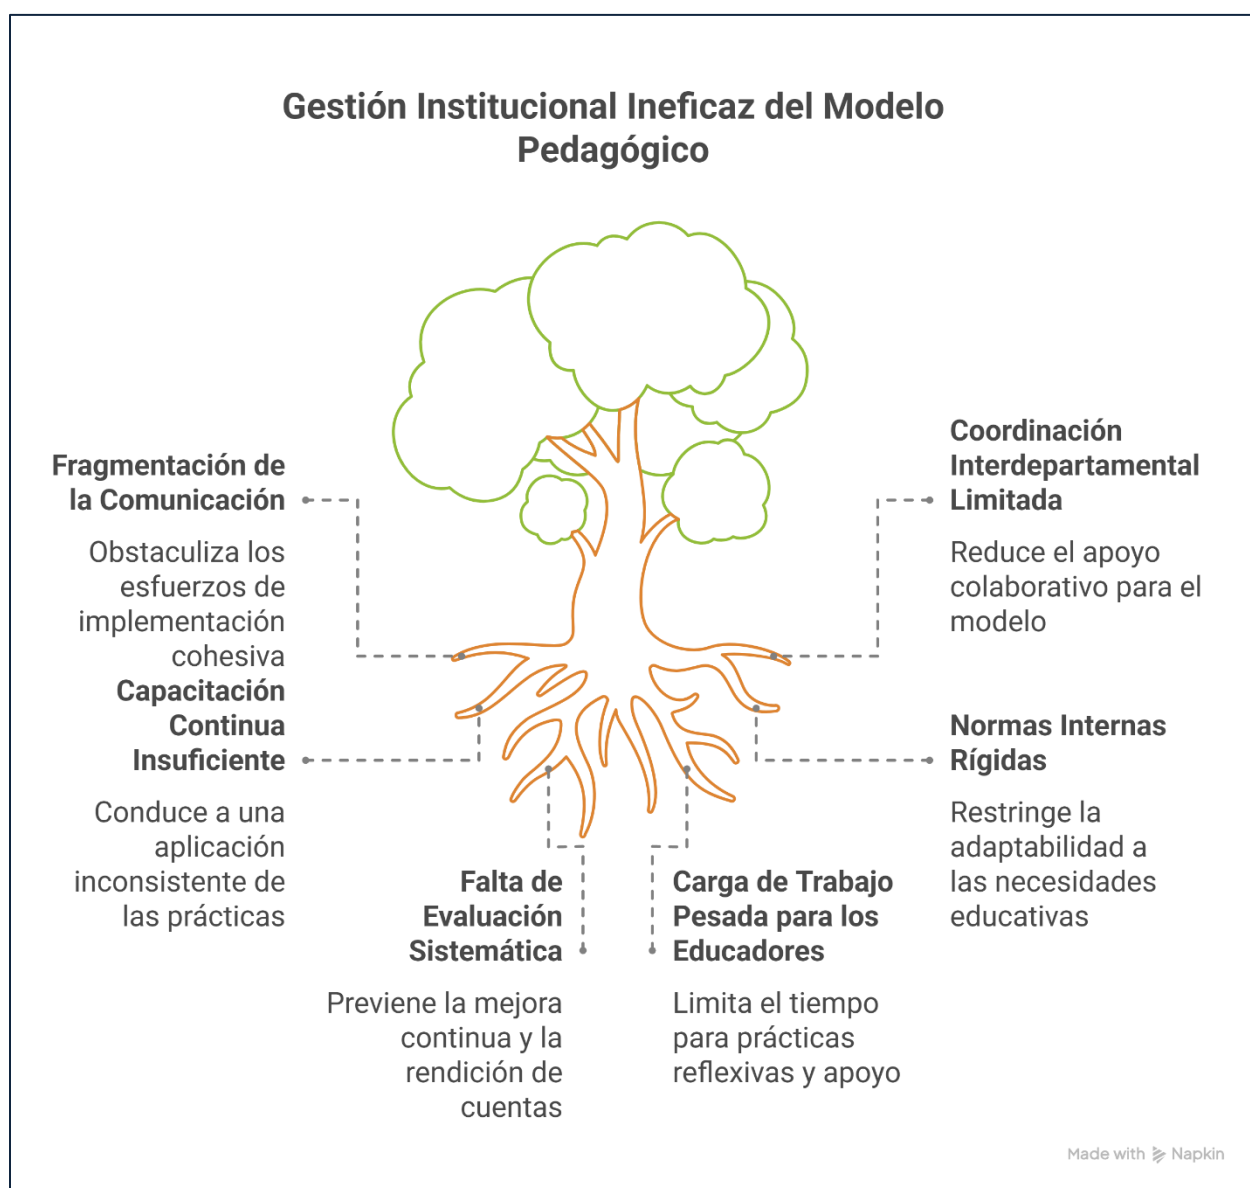 Gestión Institucional Ineficaz del Modelo
Pedagógico
Fragmentación de
la Comunicación
Obstaculiza los
esfuerzos de
implementación
cohesiva
Capacitación
Continua
Insuficiente
Conduce a una
aplicación
inconsistente de
las prácticas
Falta de
Evaluación
Sistemática
Previene la mejora
continua y la
rendición de
cuentas
Carga de Trabajo
Pesada para los
Educadores
Limita el tiempo
para prácticas
reflexivas y apoyo
Coordinación
Interdepartamental
Limitada
Reduce el apoyo
colaborativo para el
modelo
Normas Internas
Rígidas
Restringe la
adaptabilidad a
las necesidades
educativas
Made with Napkin